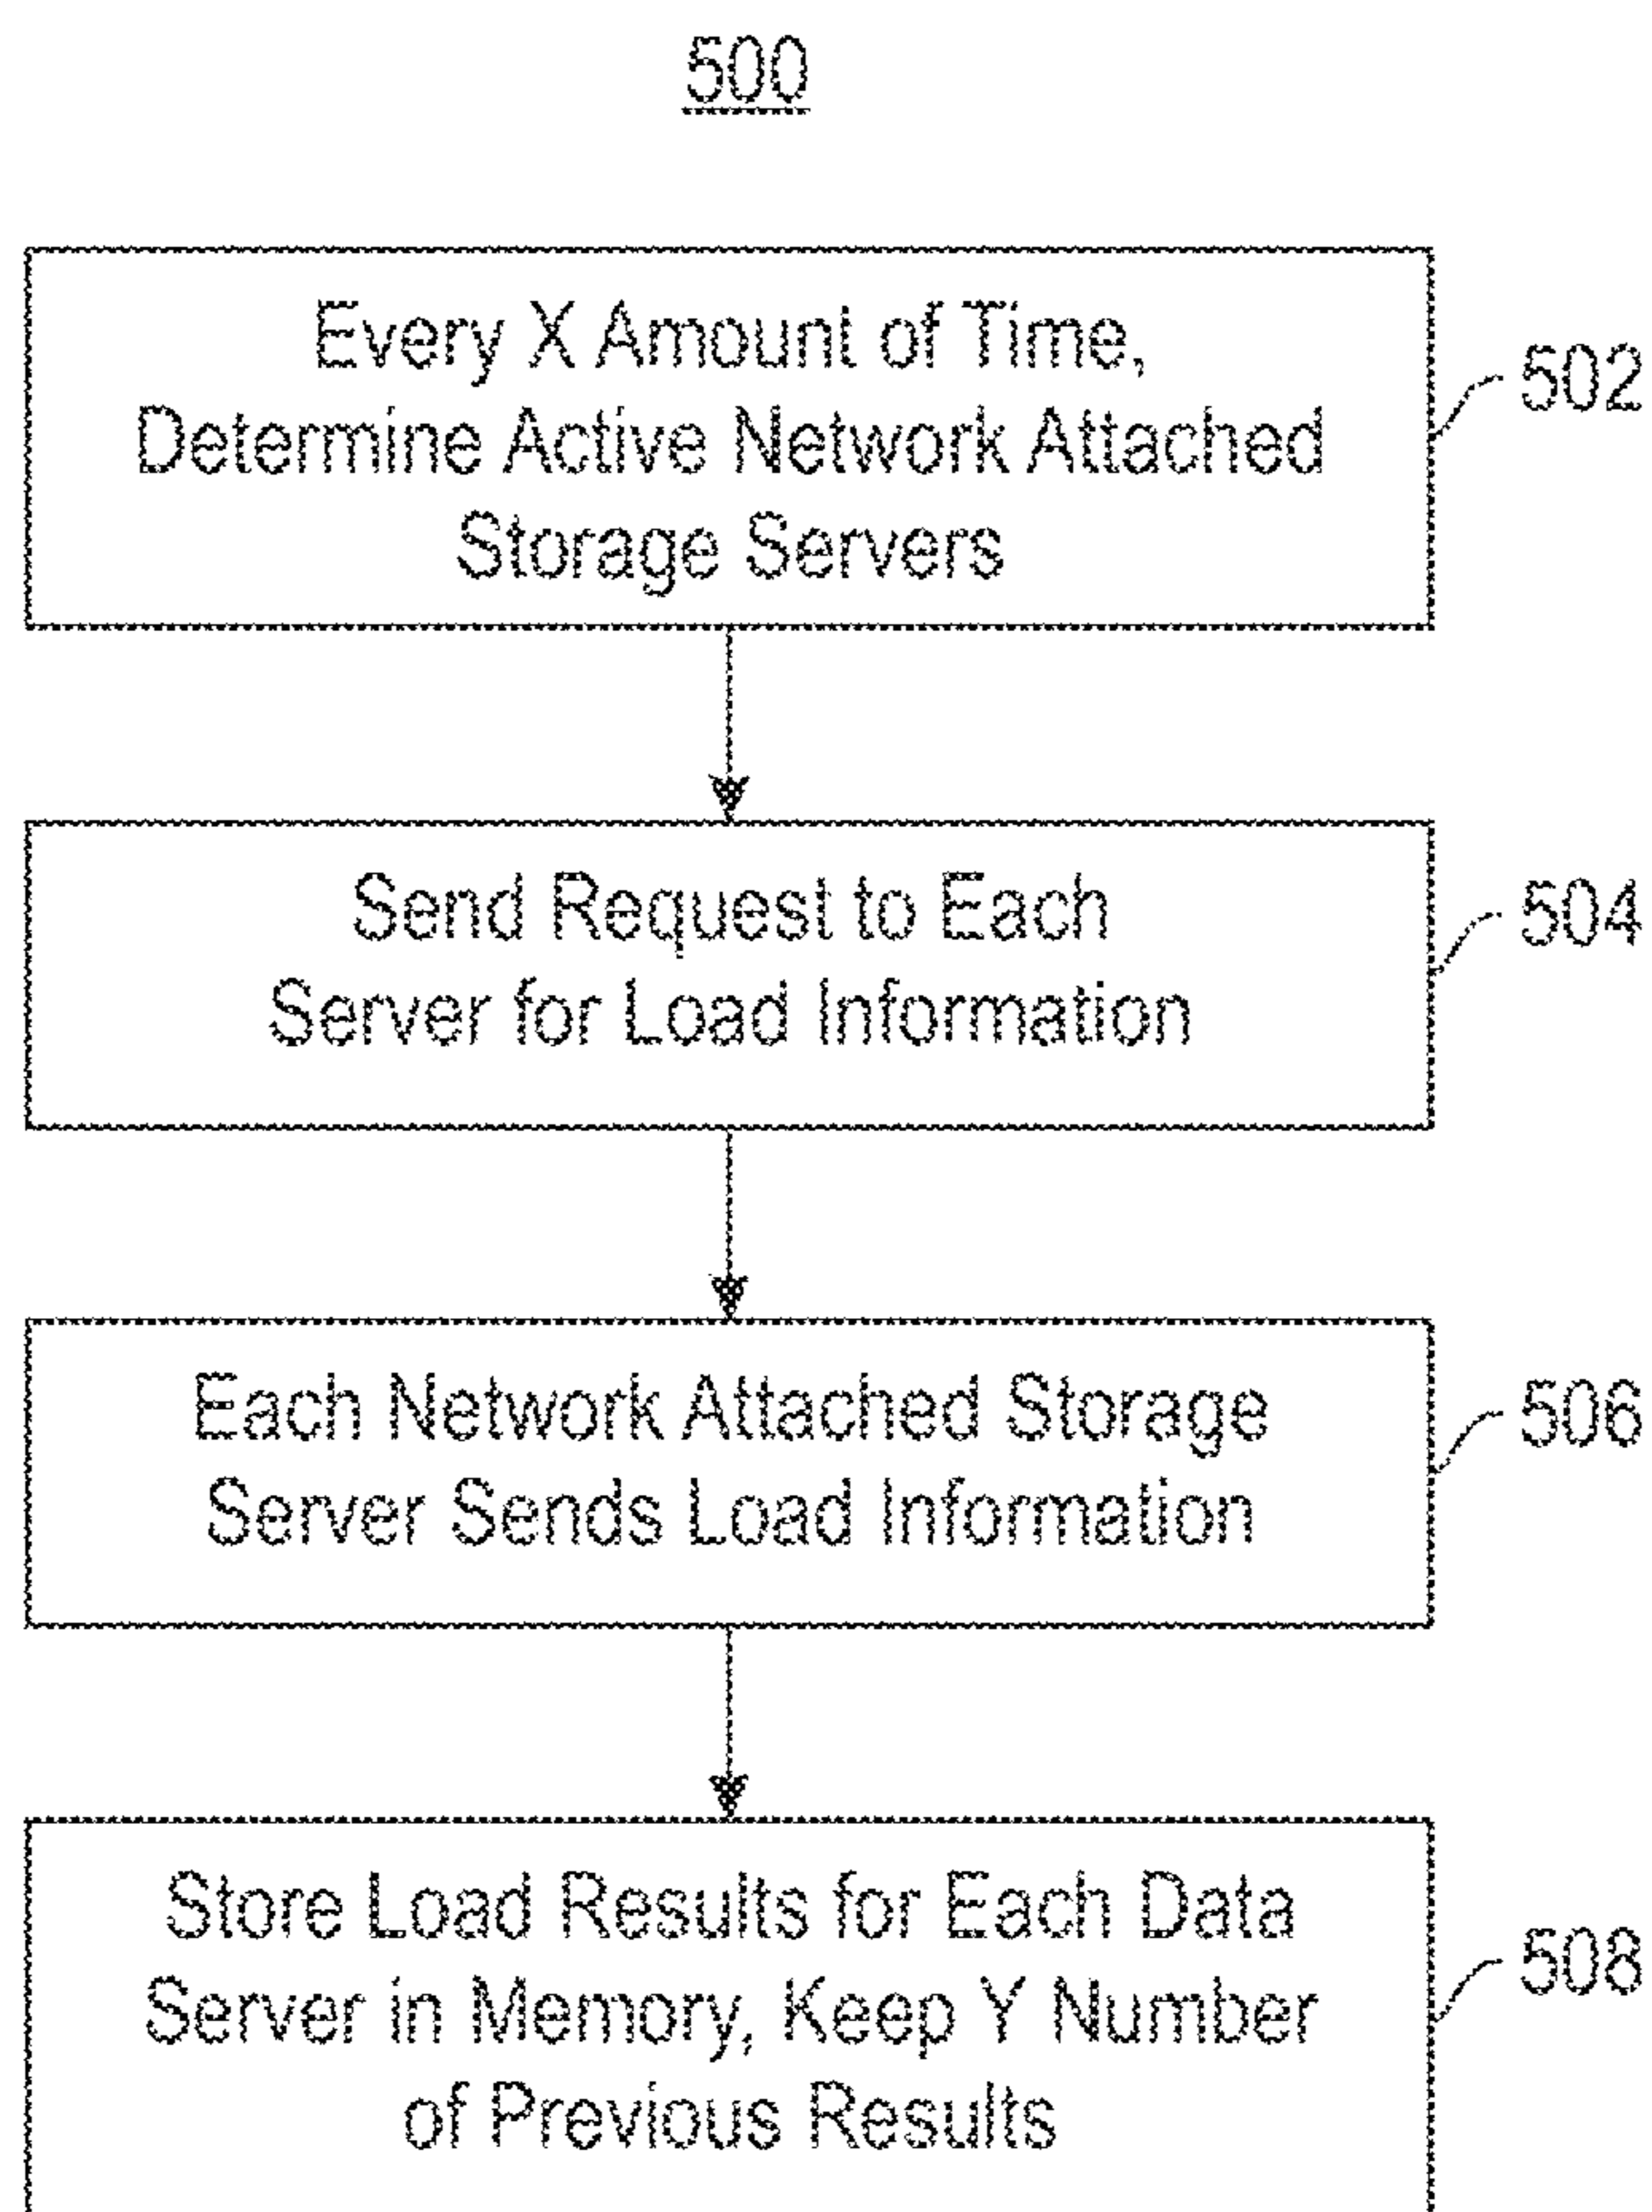 500
Every X Amount of Time,
Determine Active Network Attached
Storage Servers
502
Send Request to Each
Server for Load Information
504
Each Network Attached Storage
Server Sends Load Information
506
Store Load Results for Each Data
Server in Memory, Keep Y Number
of Previous Results
508